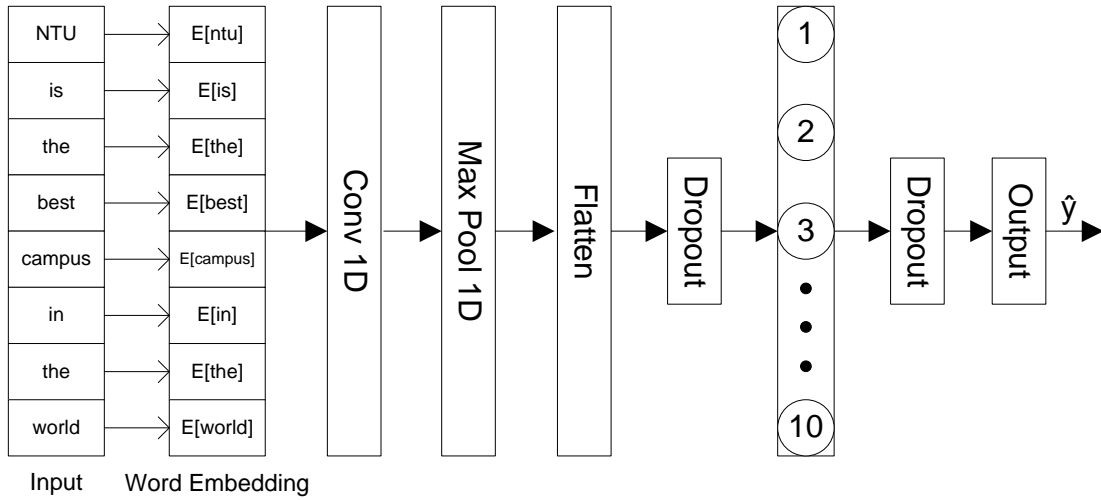 NTU
E[ntu]
is
E[is]
the
E[the]
best
E[best]
campus
E[campus]
in
E[in]
the
E[the]
world
E[world]
Input
Word Embedding
Conv 1D
Max Pool 1D
Flatten
Dropout
1
2
3
10
Dropout
Output
ŷ